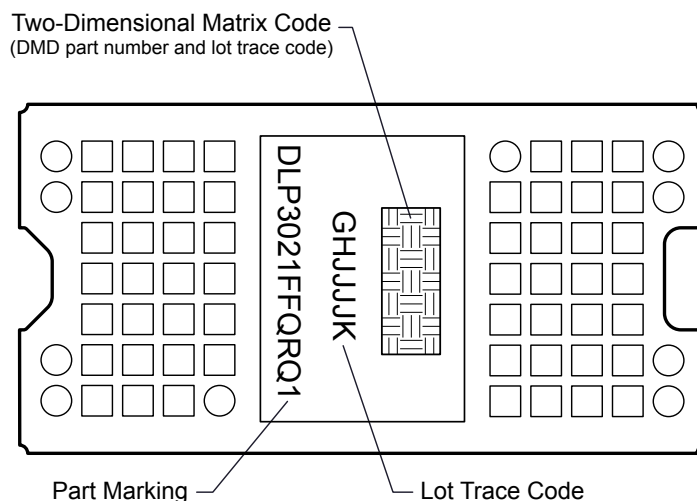 Two-Dimensional Matrix Code
(DMD part number and lot trace code)
DLP3021FFQRQ1
GHJJJJK
Part Marking
Lot Trace Code